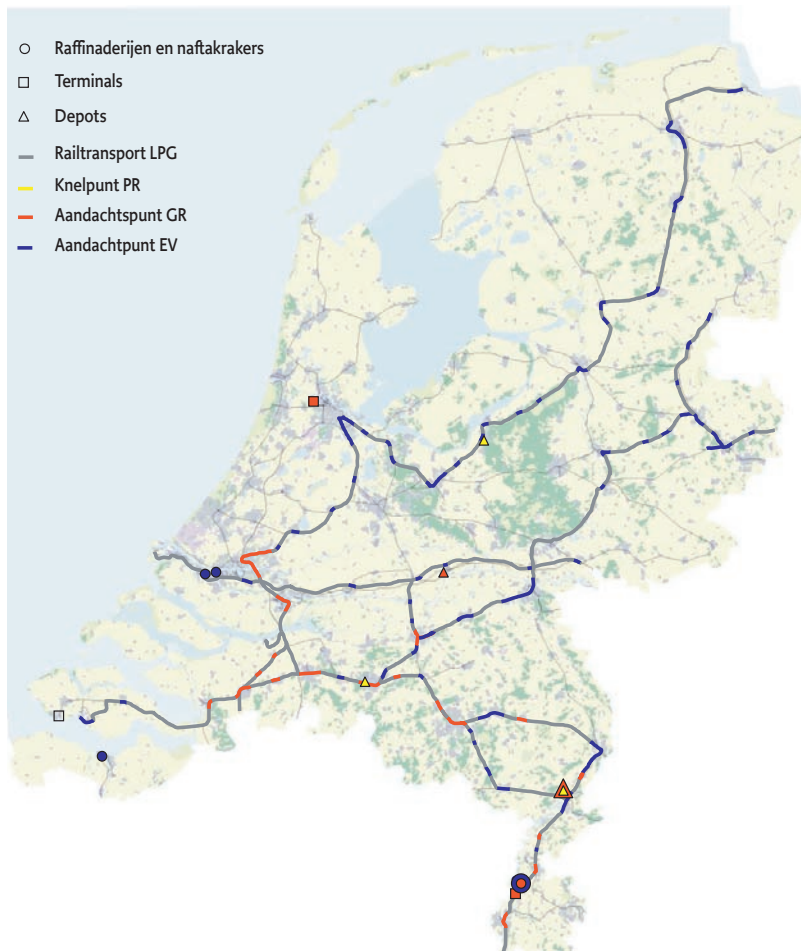 Raffinaderijen en naftakrakers
Terminals
Depots
Railtransport LPG
Knelpunt PR
Aandachtspunt GR
Aandachtpunt EV